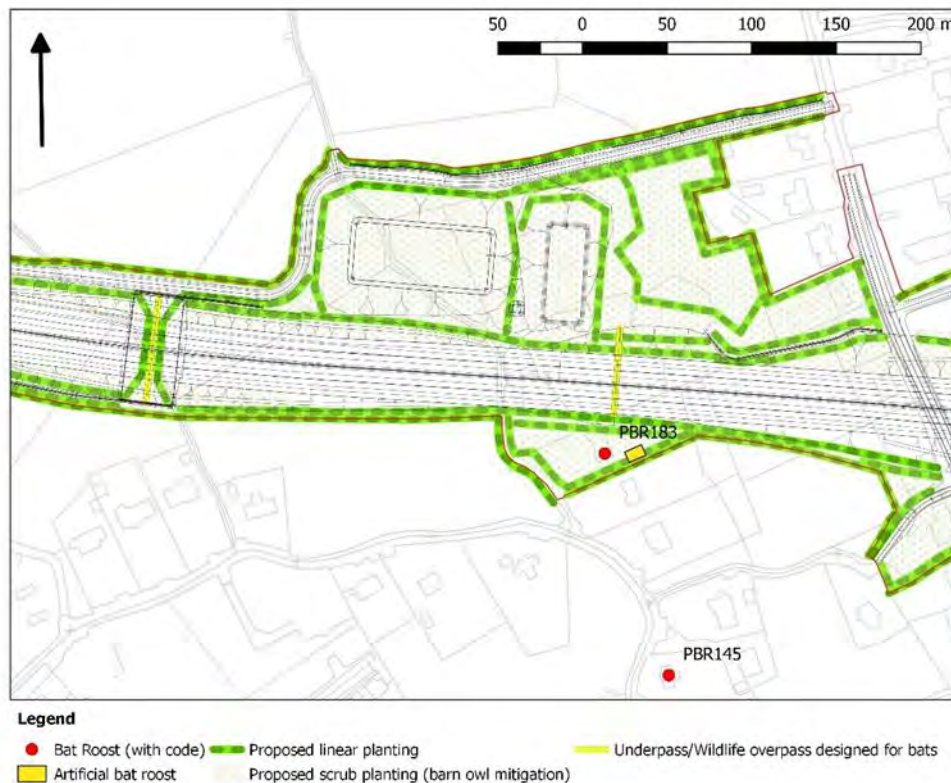 50 0 50 100 150 200 m
PBR183
PBR145
Legend
Bat Roost (with code) Proposed linear planting Underpass/Wildlife overpass designed for bats
Artificial bat roost Proposed scrub planting (barn owl mitigation)